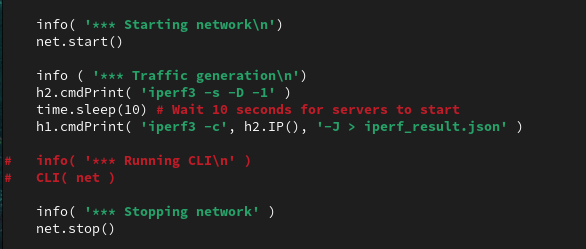 info( '*** Starting network\n')
net.start()
info ( '*** Traffic generation\n')
h2.cmdPrint( 'iperf3 -s -D -1' )
time.sleep(10) # Wait 10 seconds for servers to start
h1.cmdPrint( 'iperf3 -c', h2.IP(), '-J > iperf_result.json' )
#   info( '*** Running CLI\n' )
#   CLI( net )
info( '*** Stopping network' )
net.stop()